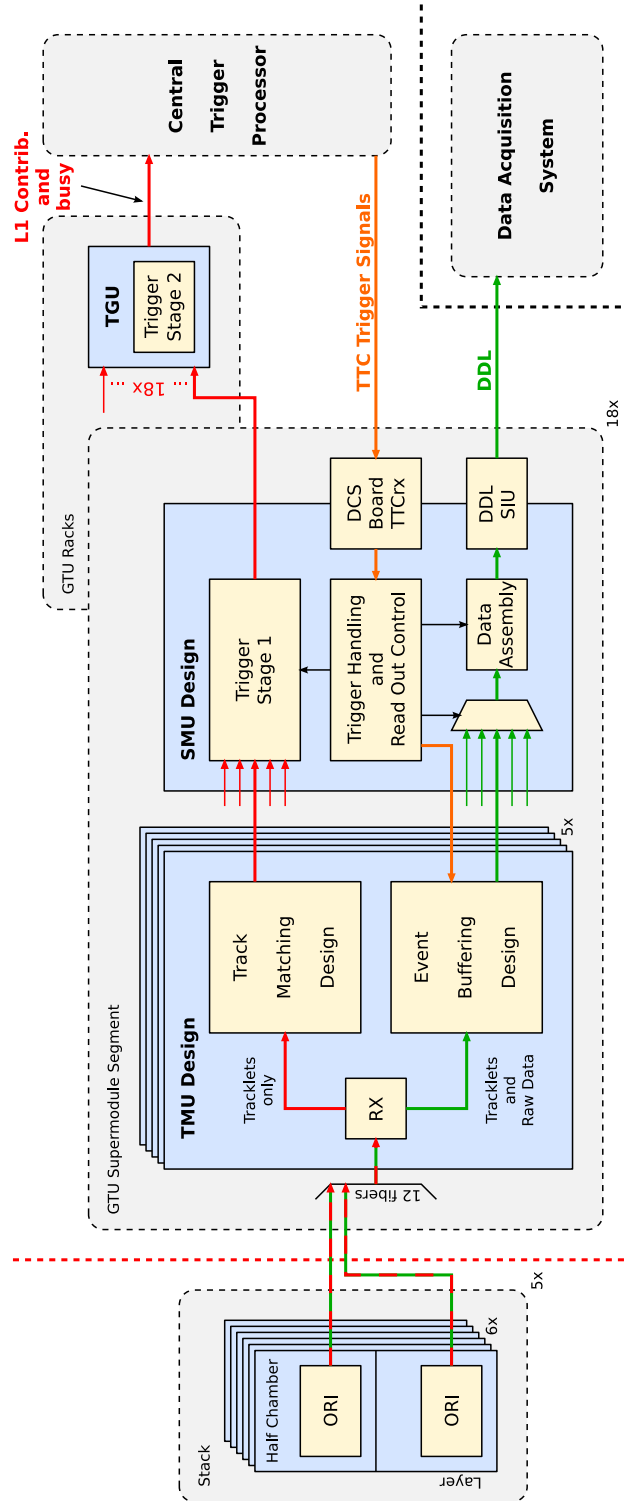 Stack
Half Chamber
ORI
ORI
Layer
6x
5x
GTU Supermodule Segment
12 fibers
TMU Design
RX
Tracklets
only
Tracklets
and
Raw Data
Track
Matching
Design
Event
Buffering
Design
5x
SMU Design
Trigger
Stage 1
Trigger Handling
and
Read Out Control
Data
Assembly
DCS
Board
TTCrx
DDL
SIU
18x
GTU Racks
TGU
Trigger
Stage 2
... 18x ...
L1 Contrib.
and
busy
TTC Trigger Signals
DDL
Central
Trigger
Processor
Data Acquisition
System